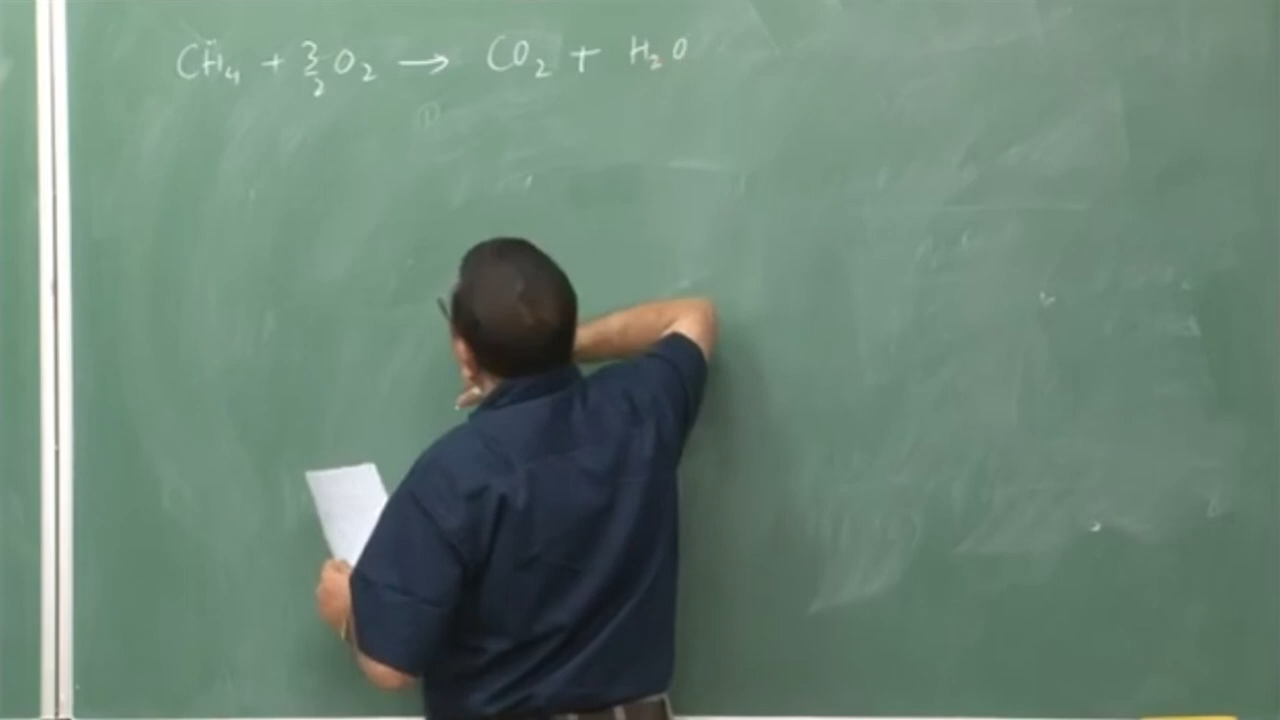 CH₄ + 3/2 O₂ → CO₂ + H₂O